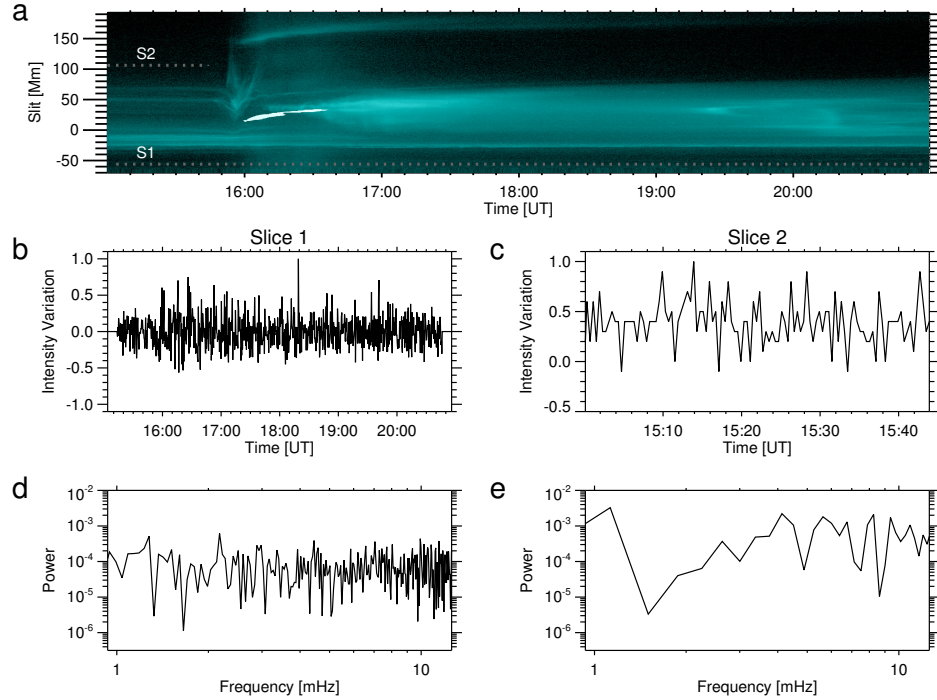 a
150
100
50
0
-50
Slit [Mm]
S2
S1
16:00 17:00 18:00 19:00 20:00
Time [UT]
b
Slice 1
1.0
0.5
0.0
-0.5
-1.0
Intensity Variation
16:00 17:00 18:00 19:00 20:00
Time [UT]
c
Slice 2
1.0
0.5
0.0
-0.5
Intensity Variation
15:10 15:20 15:30 15:40
Time [UT]
d
10⁻²
10⁻³
10⁻⁴
10⁻⁵
10⁻⁶
Power
1 10
Frequency [mHz]
e
10⁻²
10⁻³
10⁻⁴
10⁻⁵
10⁻⁶
Power
1 10
Frequency [mHz]